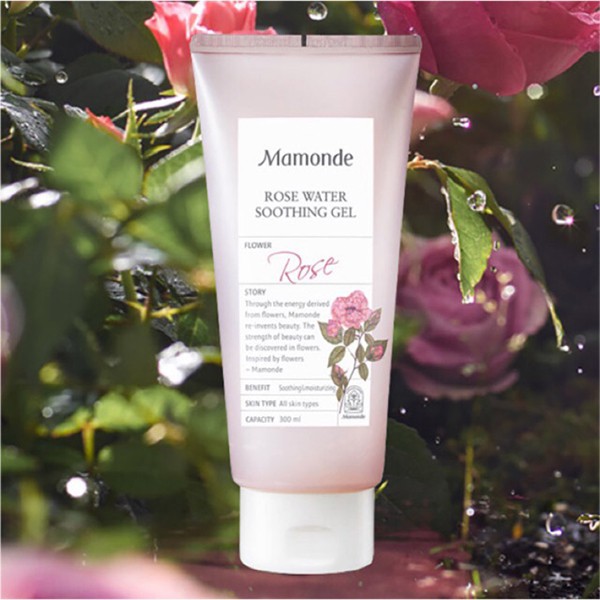 Mamonde
ROSE WATER
SOOTHING GEL
FLOWER
Rose
STORY
Through the energy derived
from flowers, Mamonde
re-invents beauty. The
strength of beauty can
be discovered in flowers.
Inspired by flowers
– Mamonde
BENEFIT Soothing&moisturizing
SKIN TYPE All skin types
CAPACITY 300 ml
Mamonde